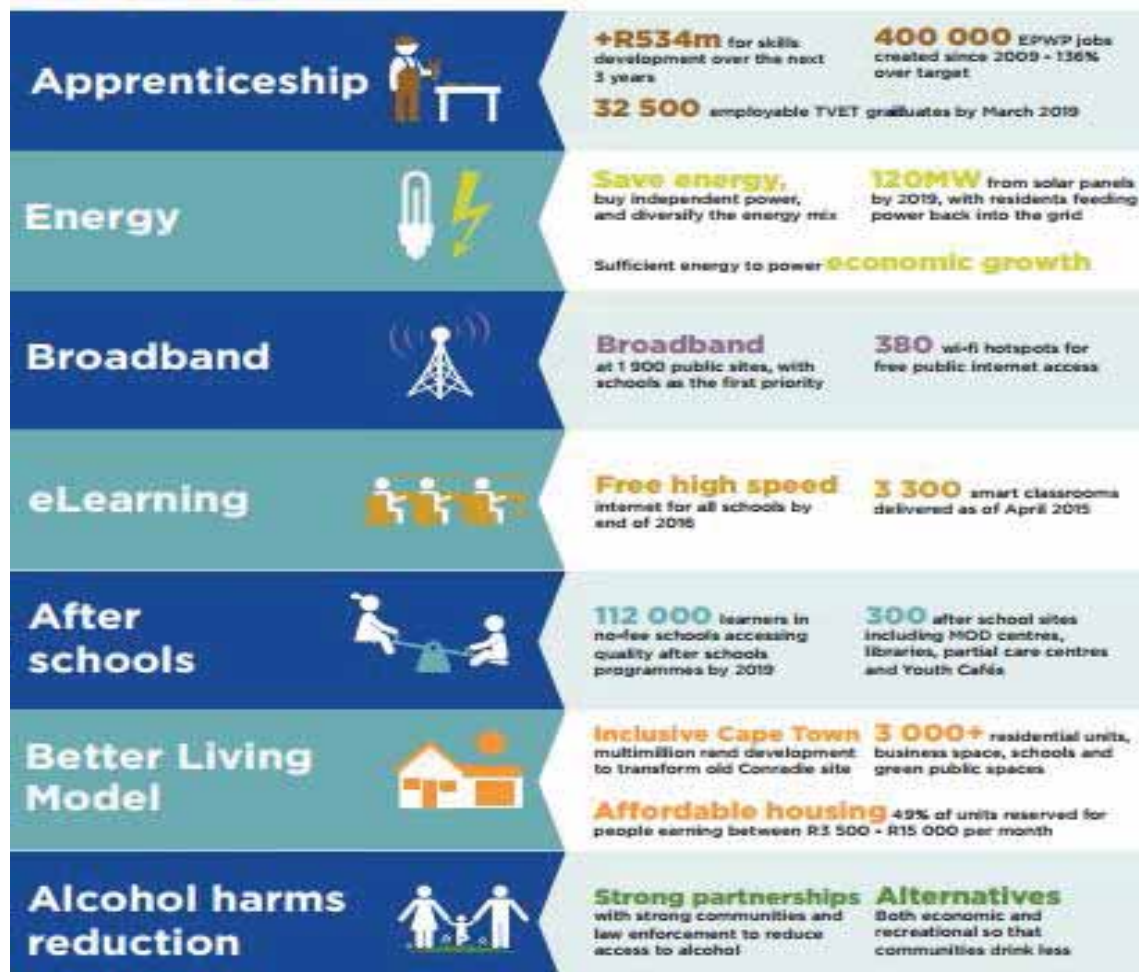 Apprenticeship
+R534m for skills
development over the next
3 years
400 000 EPWP jobs
created since 2009 - 136%
over target
32 500 employable TVET graduates by March 2019
Energy
Save energy,
buy independent power,
and diversify the energy mix
120MW from solar panels
by 2019, with residents feeding
power back into the grid
Sufficient energy to power economic growth
Broadband
Broadband
at 1 900 public sites, with
schools as the first priority
380 wi-fi hotspots for
free public internet access
eLearning
Free high speed
internet for all schools by
end of 2016
3 300 smart classrooms
delivered as of April 2015
After
schools
112 000 learners in
no-fee schools accessing
quality after schools
programmes by 2019
300 after school sites
including MOD centres,
libraries, partial care centres
and Youth Cafés
Better Living
Model
Inclusive Cape Town
multimillion rand development
to transform old Conradie site
3 000+ residential units,
business space, schools and
green public spaces
Affordable housing 49% of units reserved for
people earning between R3 500 - R15 000 per month
Alcohol harms
reduction
Strong partnerships
with strong communities and
law enforcement to reduce
access to alcohol
Alternatives
Both economic and
recreational so that
communities drink less